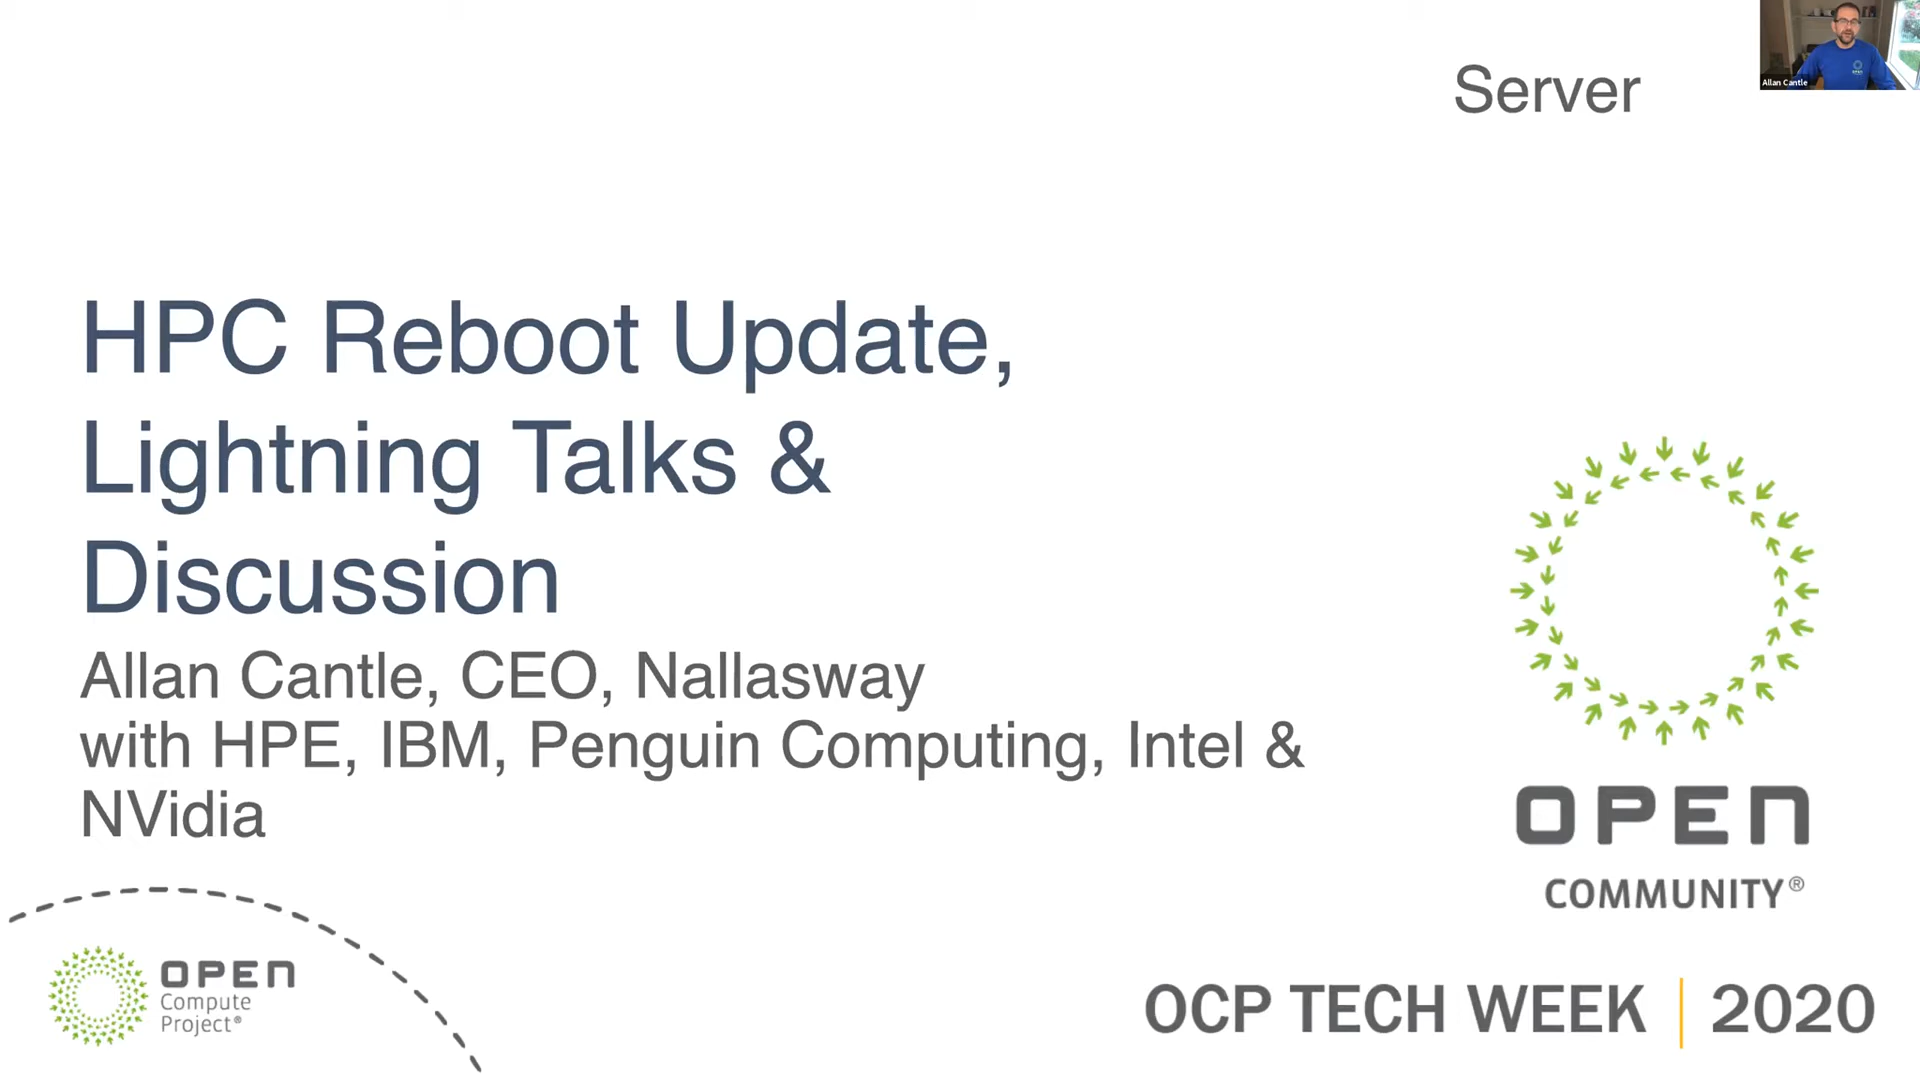 Server
Allan Cantle
HPC Reboot Update,
Lightning Talks &
Discussion
Allan Cantle, CEO, Nallasway
with HPE, IBM, Penguin Computing, Intel &
NVidia
OPEN
COMMUNITY®
OPEN
Compute
Project®
OCP TECH WEEK | 2020
OPEN